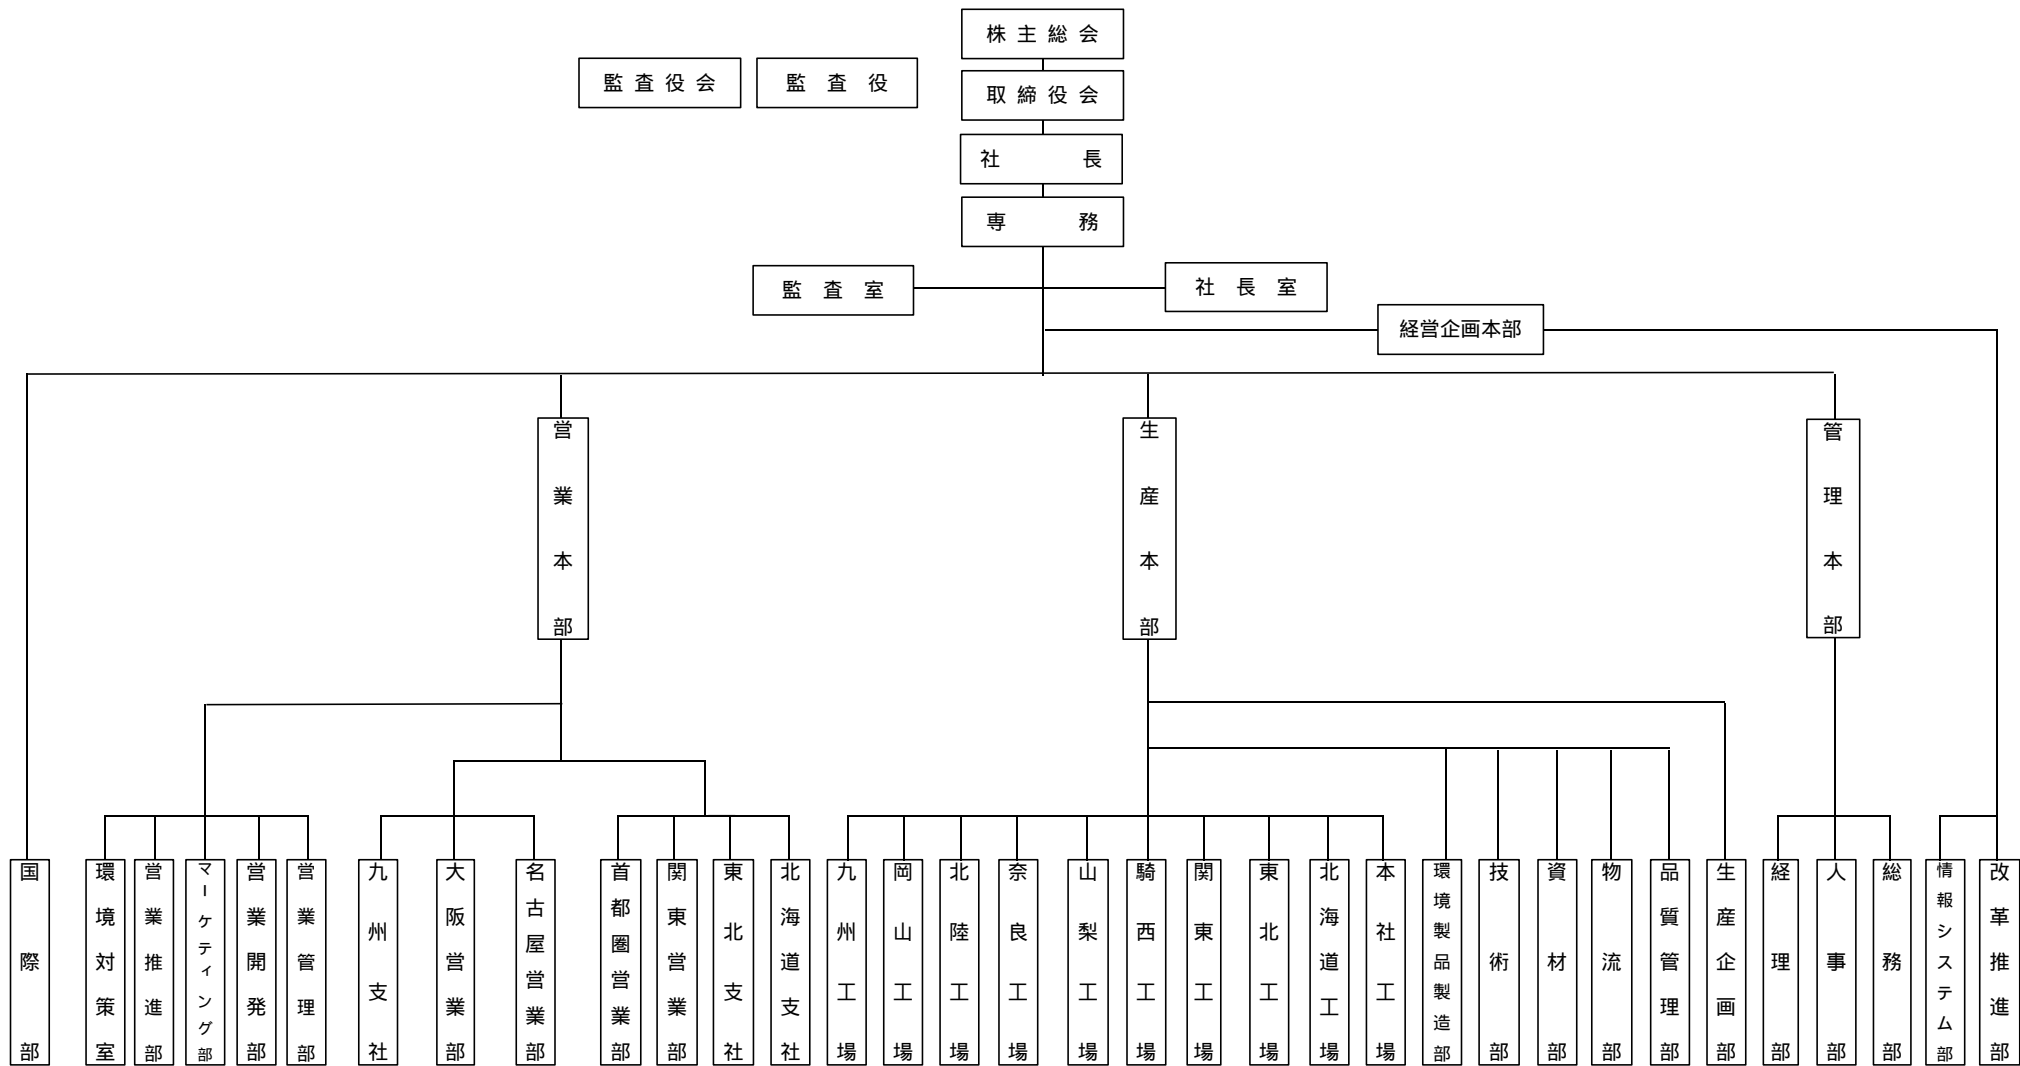 株主総会
監査役会
監査役
取締役会
社長
専務
監査室
社長室
経営企画本部
営業本部
生産本部
管理本部
国際部
環境対策室
営業推進部
マーケティング部
営業開発部
営業管理部
九州支社
大阪営業部
名古屋営業部
首都圏営業部
関東営業部
東北支社
北海道支社
九州工場
岡山工場
北陸工場
奈良工場
山梨工場
騎西工場
関東工場
東北工場
北海道工場
本社工場
環境製品製造部
技術部
資材部
物流部
品質管理部
生産企画部
経理部
人事部
総務部
情報システム部
改革推進部